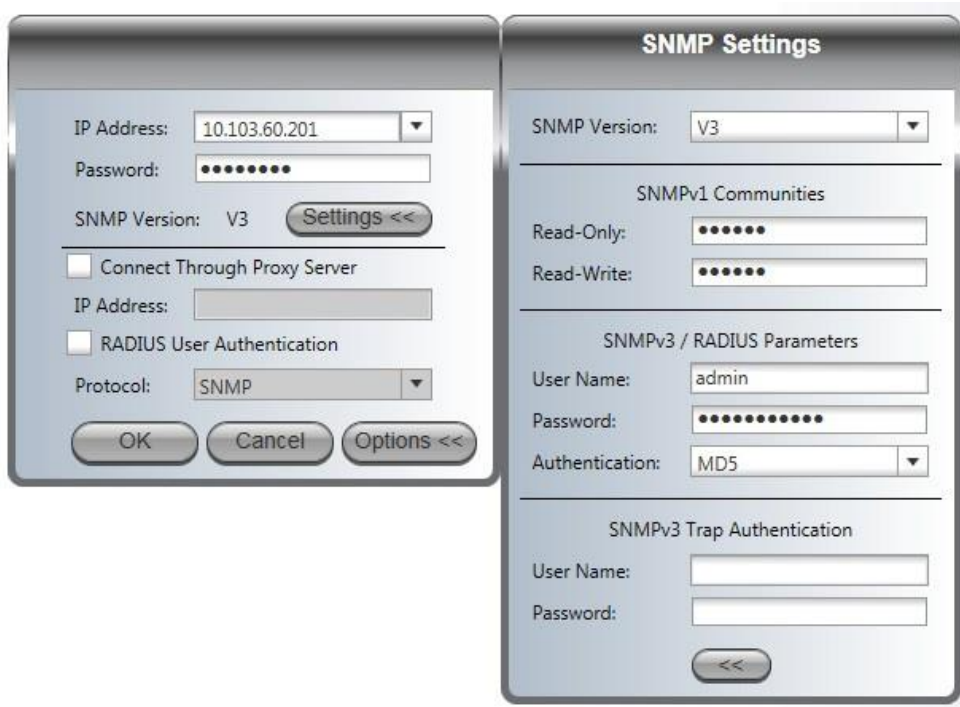 IP Address: 10.103.60.201
Password: ●●●●●●●●
SNMP Version: V3 Settings <<
Connect Through Proxy Server
IP Address:
RADIUS User Authentication
Protocol: SNMP
OK Cancel Options <<
SNMP Settings
SNMP Version: V3
SNMPv1 Communities
Read-Only: ●●●●●●
Read-Write: ●●●●●●
SNMPv3 / RADIUS Parameters
User Name: admin
Password: ●●●●●●●●●●●
Authentication: MD5
SNMPv3 Trap Authentication
User Name:
Password:
<<